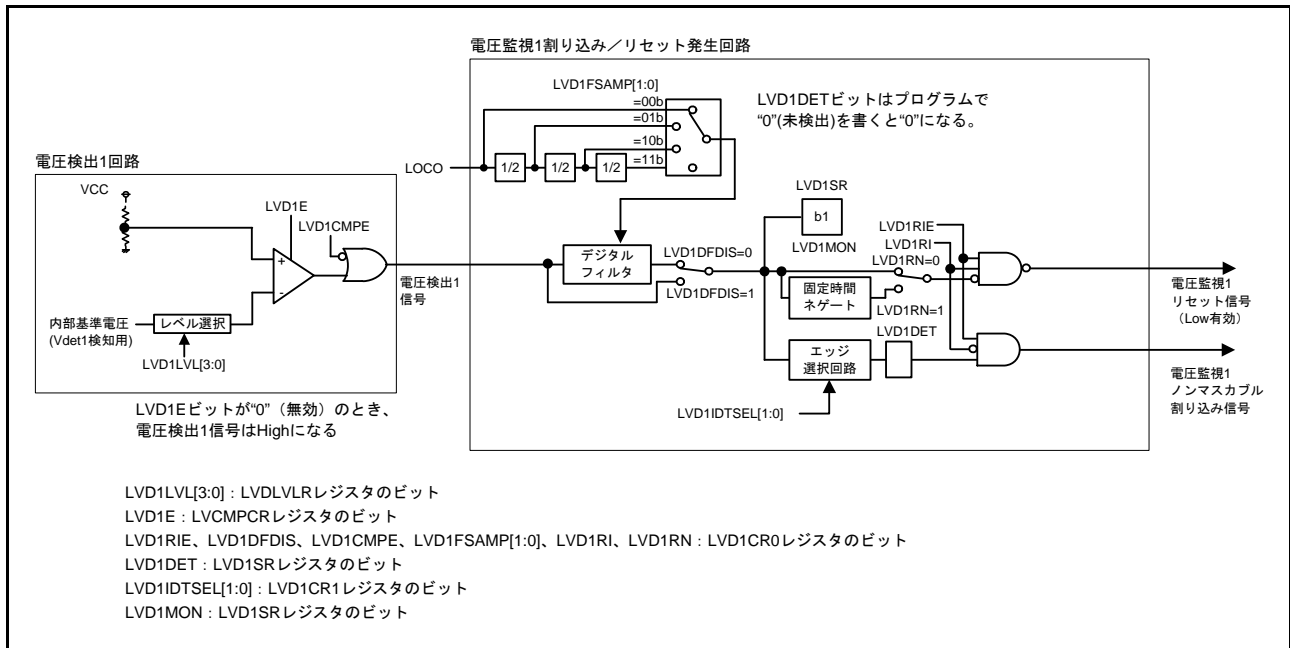 電圧監視1割り込み／リセット発生回路
LVD1FSAMP[1:0]
=00b
=01b
=10b
=11b
LOCO
1/2
1/2
1/2
LVD1DETビットはプログラムで
“0”(未検出)を書くと“0”になる。
電圧検出1回路
VCC
LVD1E
LVD1CMPE
+
-
内部基準電圧
(Vdet1検知用)
レベル選択
LVD1LVL[3:0]
電圧検出1
信号
LVD1Eビットが“0”（無効）のとき、
電圧検出1信号はHighになる
デジタル
フィルタ
LVD1DFDIS=0
LVD1DFDIS=1
LVD1SR
b1
LVD1MON
LVD1RIE
LVD1RI
LVD1RN=0
固定時間
ネゲート
LVD1RN=1
LVD1DET
エッジ
選択回路
LVD1IDTSEL[1:0]
電圧監視1
リセット信号
（Low有効）
電圧監視1
ノンマスカブル
割り込み信号
LVD1LVL[3:0]：LVDLVLRレジスタのビット
LVD1E：LVCMPCRレジスタのビット
LVD1RIE、LVD1DFDIS、LVD1CMPE、LVD1FSAMP[1:0]、LVD1RI、LVD1RN：LVD1CR0レジスタのビット
LVD1DET：LVD1SRレジスタのビット
LVD1IDTSEL[1:0]：LVD1CR1レジスタのビット
LVD1MON：LVD1SRレジスタのビット